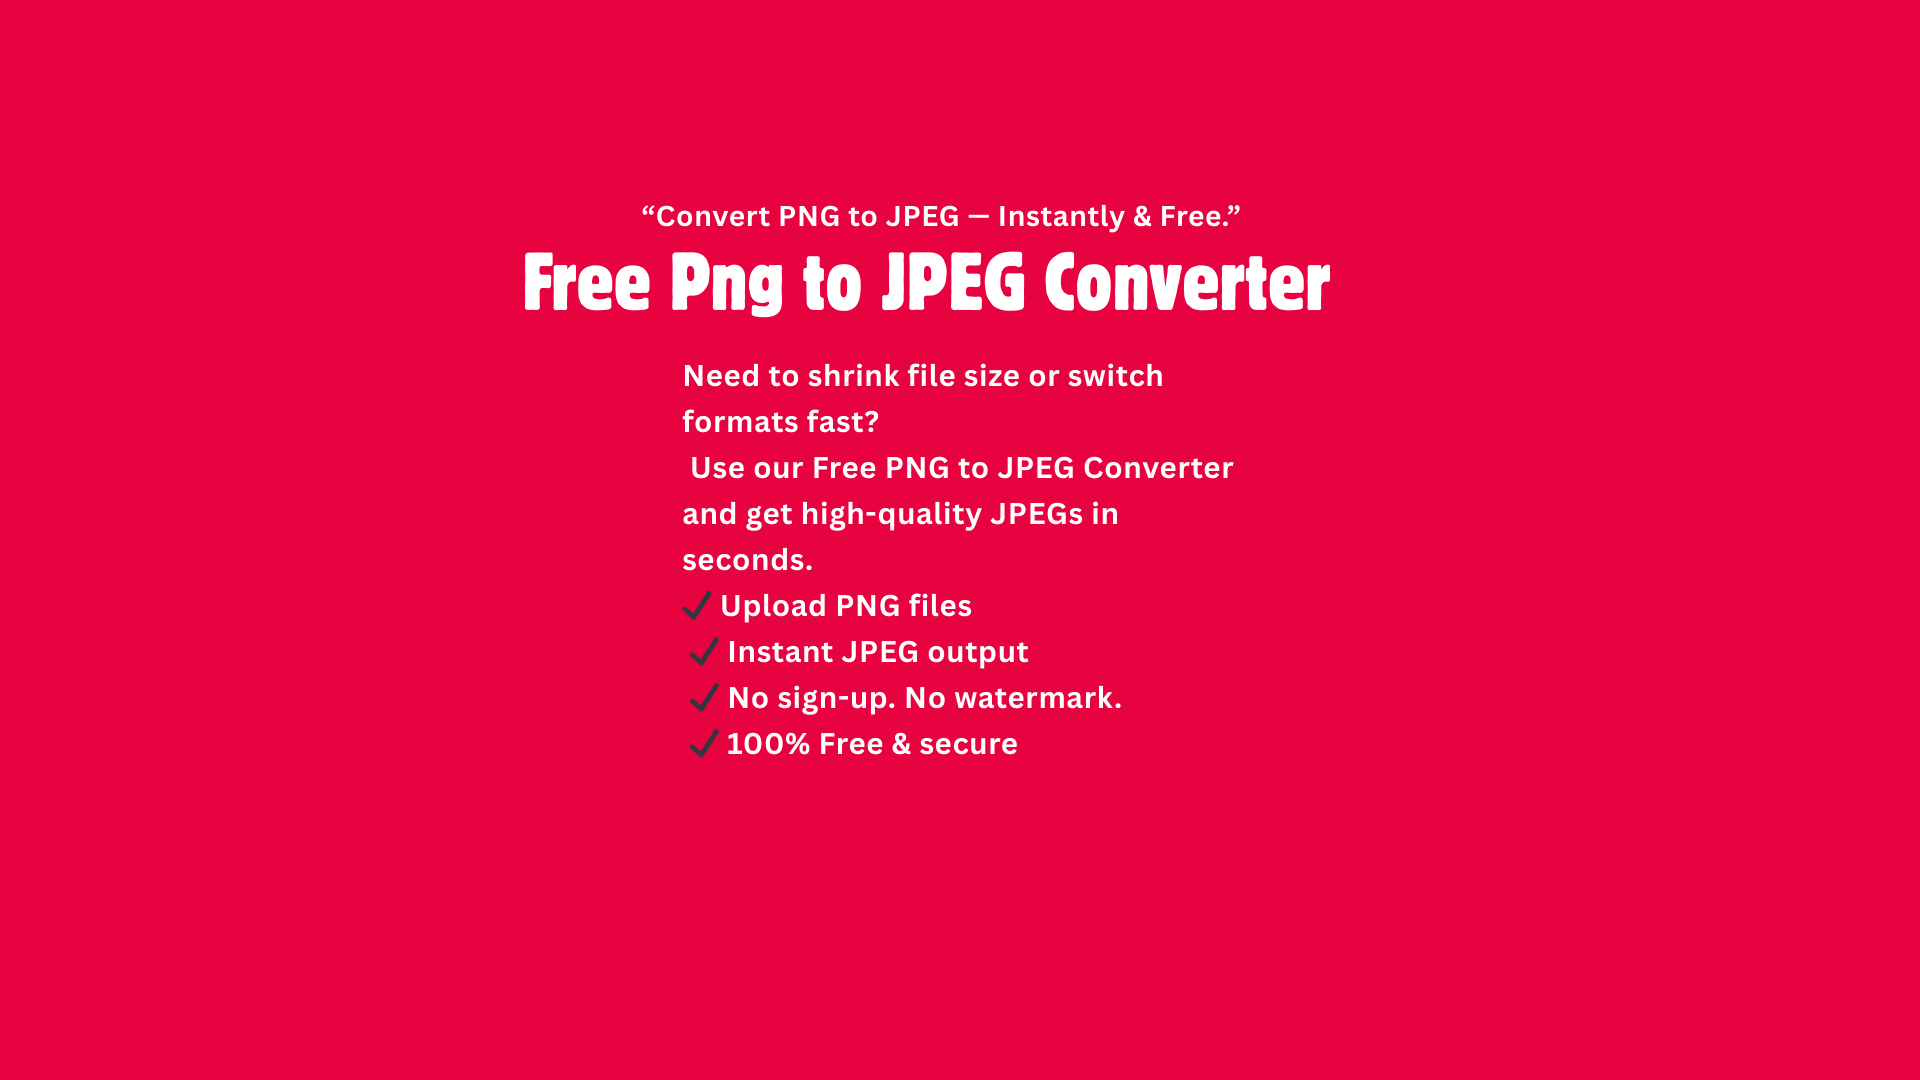 “Convert PNG to JPEG — Instantly & Free.”
Free Png to JPEG Converter
Need to shrink file size or switch
formats fast?
Use our Free PNG to JPEG Converter
and get high-quality JPEGs in
seconds.
✔ Upload PNG files
✔ Instant JPEG output
✔ No sign-up. No watermark.
✔ 100% Free & secure